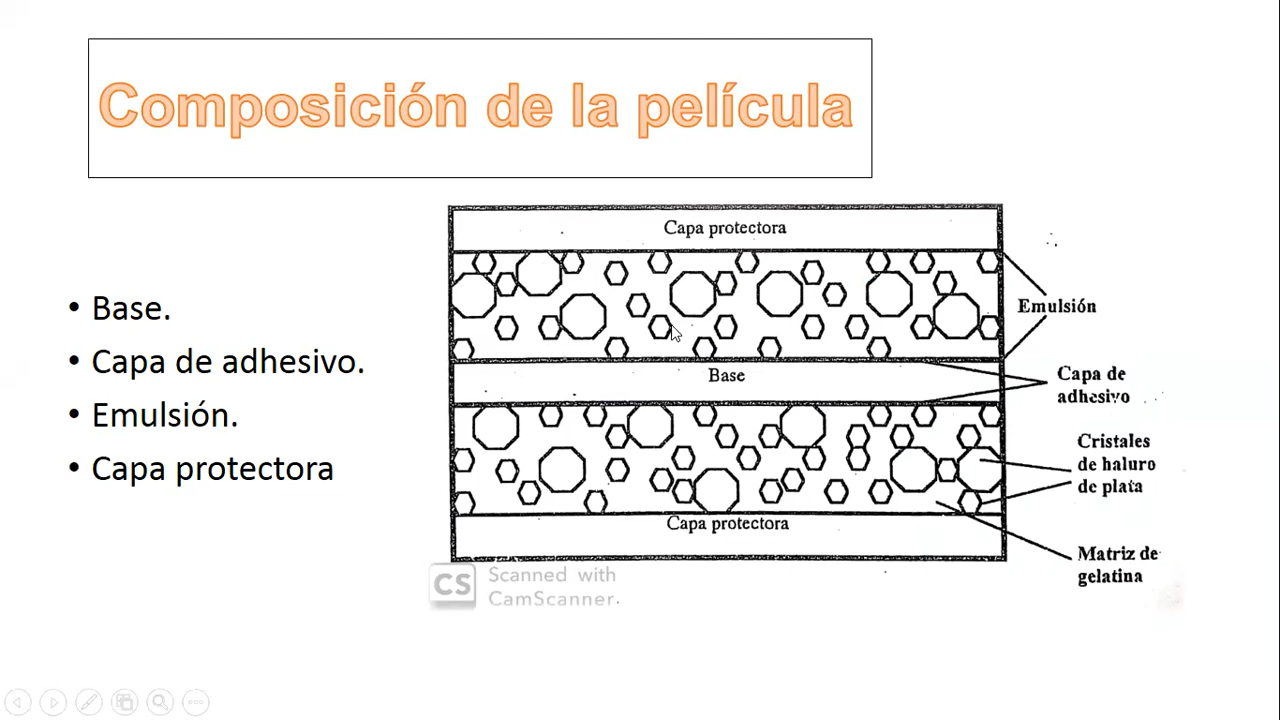 Composición de la película
• Base.
• Capa de adhesivo.
• Emulsión.
• Capa protectora
Capa protectora
Emulsión
Base
Capa de
adhesivo
Cristales
de haluro
de plata
Capa protectora
Matriz de
gelatina
CS
Scanned with
CamScanner